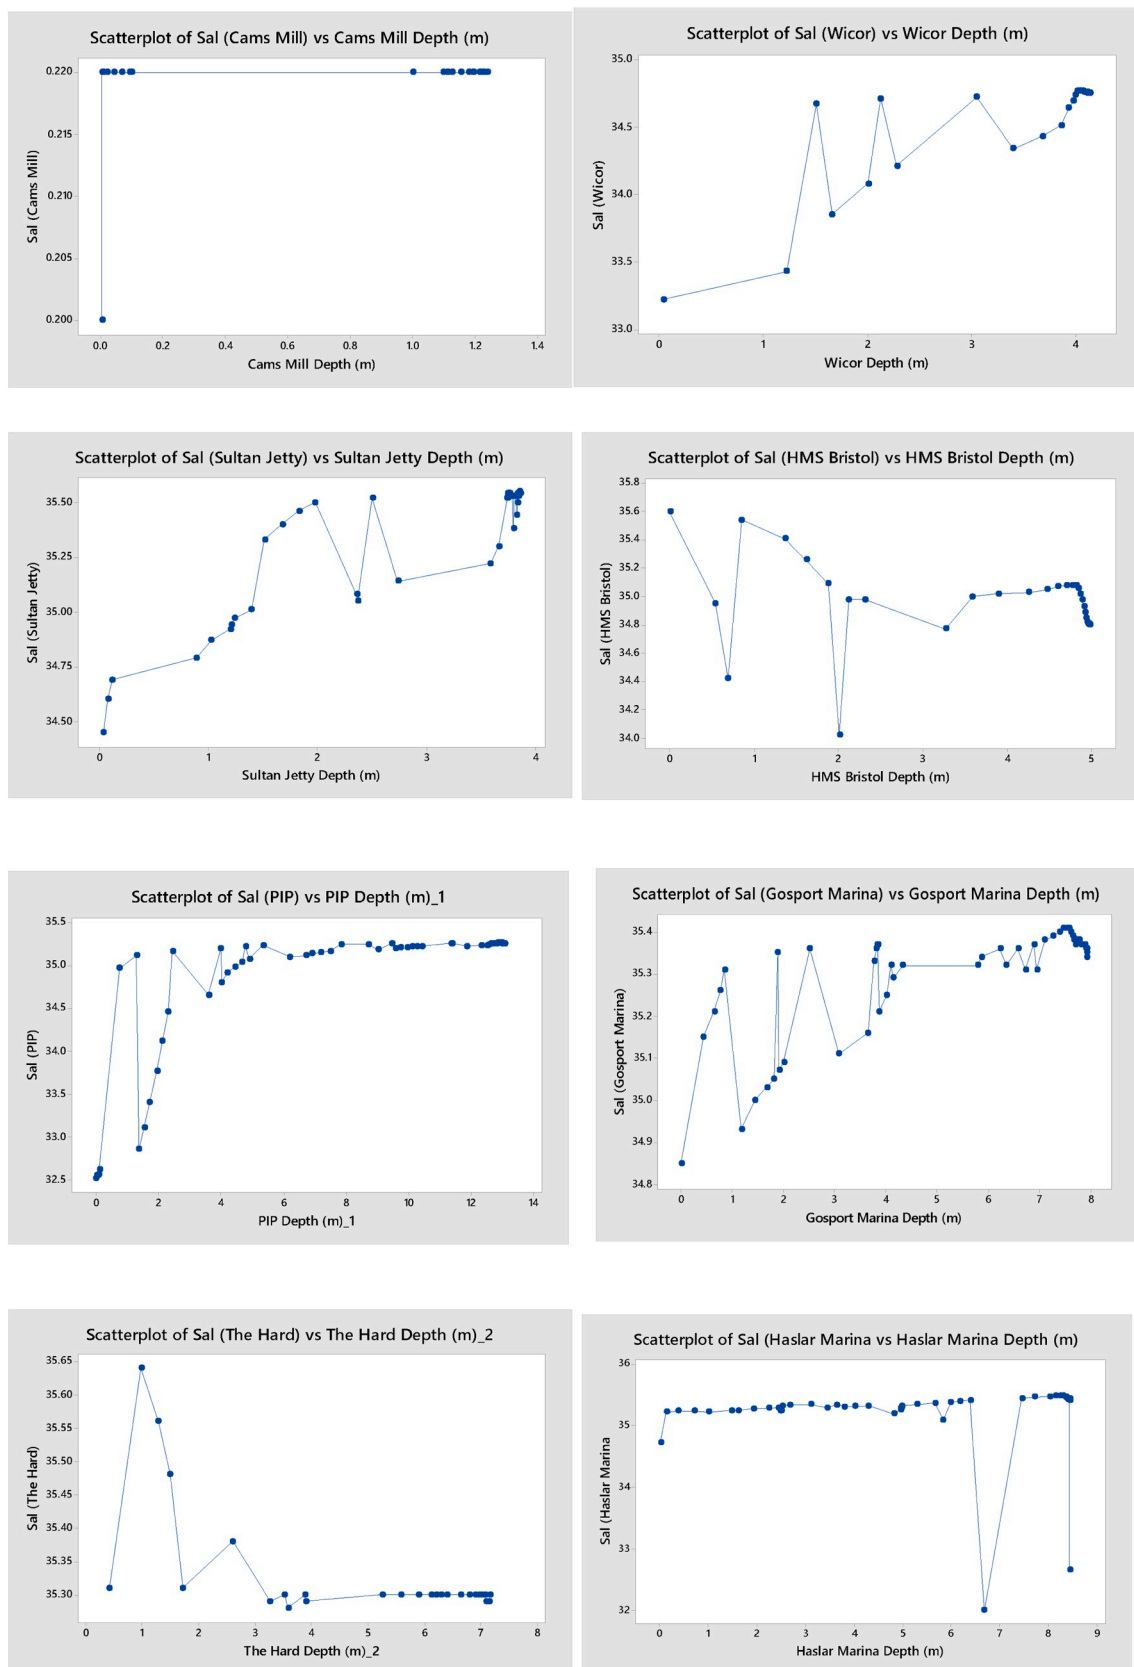 Scatterplot of Sal (Cams Mill) vs Cams Mill Depth (m)
Sal (Cams Mill)
0.220
0.215
0.210
0.205
0.200
0.0 0.2 0.4 0.6 0.8 1.0 1.2 1.4
Cams Mill Depth (m)
Scatterplot of Sal (Wicor) vs Wicor Depth (m)
Sal (Wicor)
35.0
34.5
34.0
33.5
33.0
0 1 2 3 4
Wicor Depth (m)
Scatterplot of Sal (Sultan Jetty) vs Sultan Jetty Depth (m)
Sal (Sultan Jetty)
35.50
35.25
35.00
34.75
34.50
0 1 2 3 4
Sultan Jetty Depth (m)
Scatterplot of Sal (HMS Bristol) vs HMS Bristol Depth (m)
Sal (HMS Bristol)
35.8
35.6
35.4
35.2
35.0
34.8
34.6
34.4
34.2
34.0
0 1 2 3 4 5
HMS Bristol Depth (m)
Scatterplot of Sal (PIP) vs PIP Depth (m)_1
Sal (PIP)
35.5
35.0
34.5
34.0
33.5
33.0
32.5
0 2 4 6 8 10 12 14
PIP Depth (m)_1
Scatterplot of Sal (Gosport Marina) vs Gosport Marina Depth (m)
Sal (Gosport Marina)
35.4
35.3
35.2
35.1
35.0
34.9
34.8
0 1 2 3 4 5 6 7 8
Gosport Marina Depth (m)
Scatterplot of Sal (The Hard) vs The Hard Depth (m)_2
Sal (The Hard)
35.65
35.60
35.55
35.50
35.45
35.40
35.35
35.30
0 1 2 3 4 5 6 7 8
The Hard Depth (m)_2
Scatterplot of Sal (Haslar Marina vs Haslar Marina Depth (m)
Sal (Haslar Marina
36
35
34
33
32
0 1 2 3 4 5 6 7 8 9
Haslar Marina Depth (m)